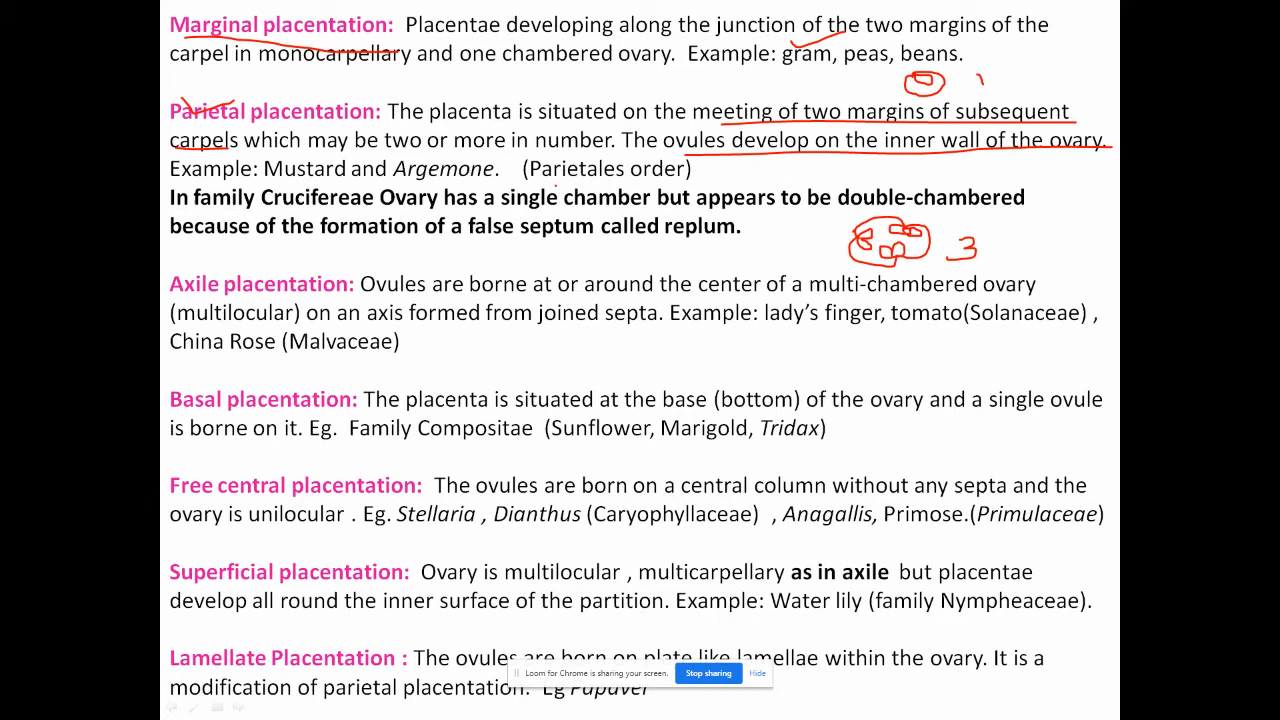 Marginal placentation: Placentae developing along the junction of the two margins of the
carpel in monocarpellary and one chambered ovary. Example: gram, peas, beans.
Parietal placentation: The placenta is situated on the meeting of two margins of subsequent
carpels which may be two or more in number. The ovules develop on the inner wall of the ovary.
Example: Mustard and Argemone. (Parietales order)
In family Crucifereae Ovary has a single chamber but appears to be double-chambered
because of the formation of a false septum called replum.
3
Axile placentation: Ovules are borne at or around the center of a multi-chambered ovary
(multilocular) on an axis formed from joined septa. Example: lady's finger, tomato(Solanaceae) ,
China Rose (Malvaceae)
Basal placentation: The placenta is situated at the base (bottom) of the ovary and a single ovule
is borne on it. Eg. Family Compositae (Sunflower, Marigold, Tridax)
Free central placentation: The ovules are born on a central column without any septa and the
ovary is unilocular . Eg. Stellaria , Dianthus (Caryophyllaceae) , Anagallis, Primose.(Primulaceae)
Superficial placentation: Ovary is multilocular , multicarpellary as in axile but placentae
develop all round the inner surface of the partition. Example: Water lily (family Nympheaceae).
Lamellate Placentation : The ovules are born on plate like lamellae within the ovary. It is a
Loom for Chrome is sharing your screen. Stop sharing Hide
modification of parietal placentation. Eg Papaver